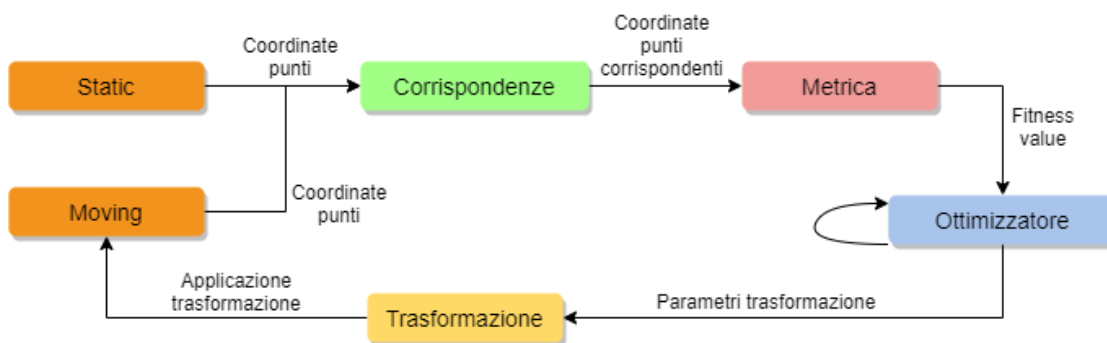 Coordinate
punti
Coordinate
punti
corrispondenti
Static
Corrispondenze
Metrica
Fitness
value
Moving
Coordinate
punti
Ottimizzatore
Applicazione
trasformazione
Trasformazione
Parametri trasformazione